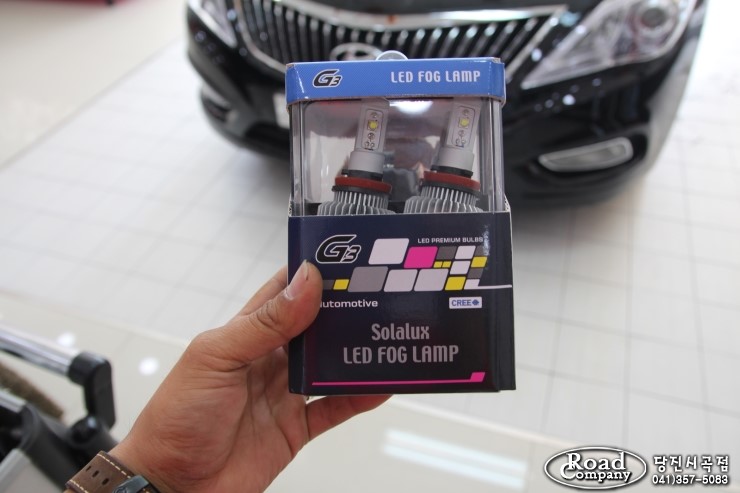 G3 LED FOG LAMP
G3 LED PREMIUM BULBS
automotive CREE
Solalux
LED FOG LAMP
Road Company
당진시곡점
041)357-5083